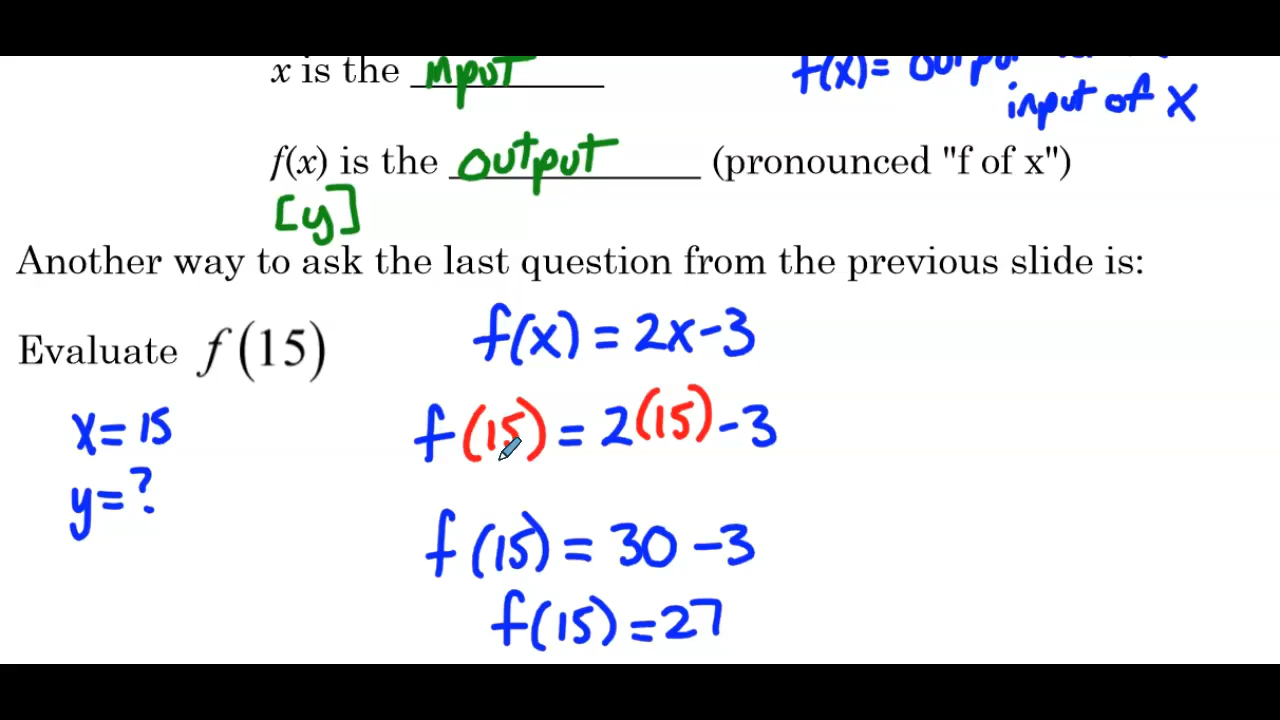 x is the input
f(x) = output
input of x
f(x) is the output (pronounced "f of x")
[y]
Another way to ask the last question from the previous slide is:
Evaluate f(15)
f(x) = 2x-3
x= 15
f(15) = 2(15)-3
y= ?
f(15) = 30-3
f(15) = 27